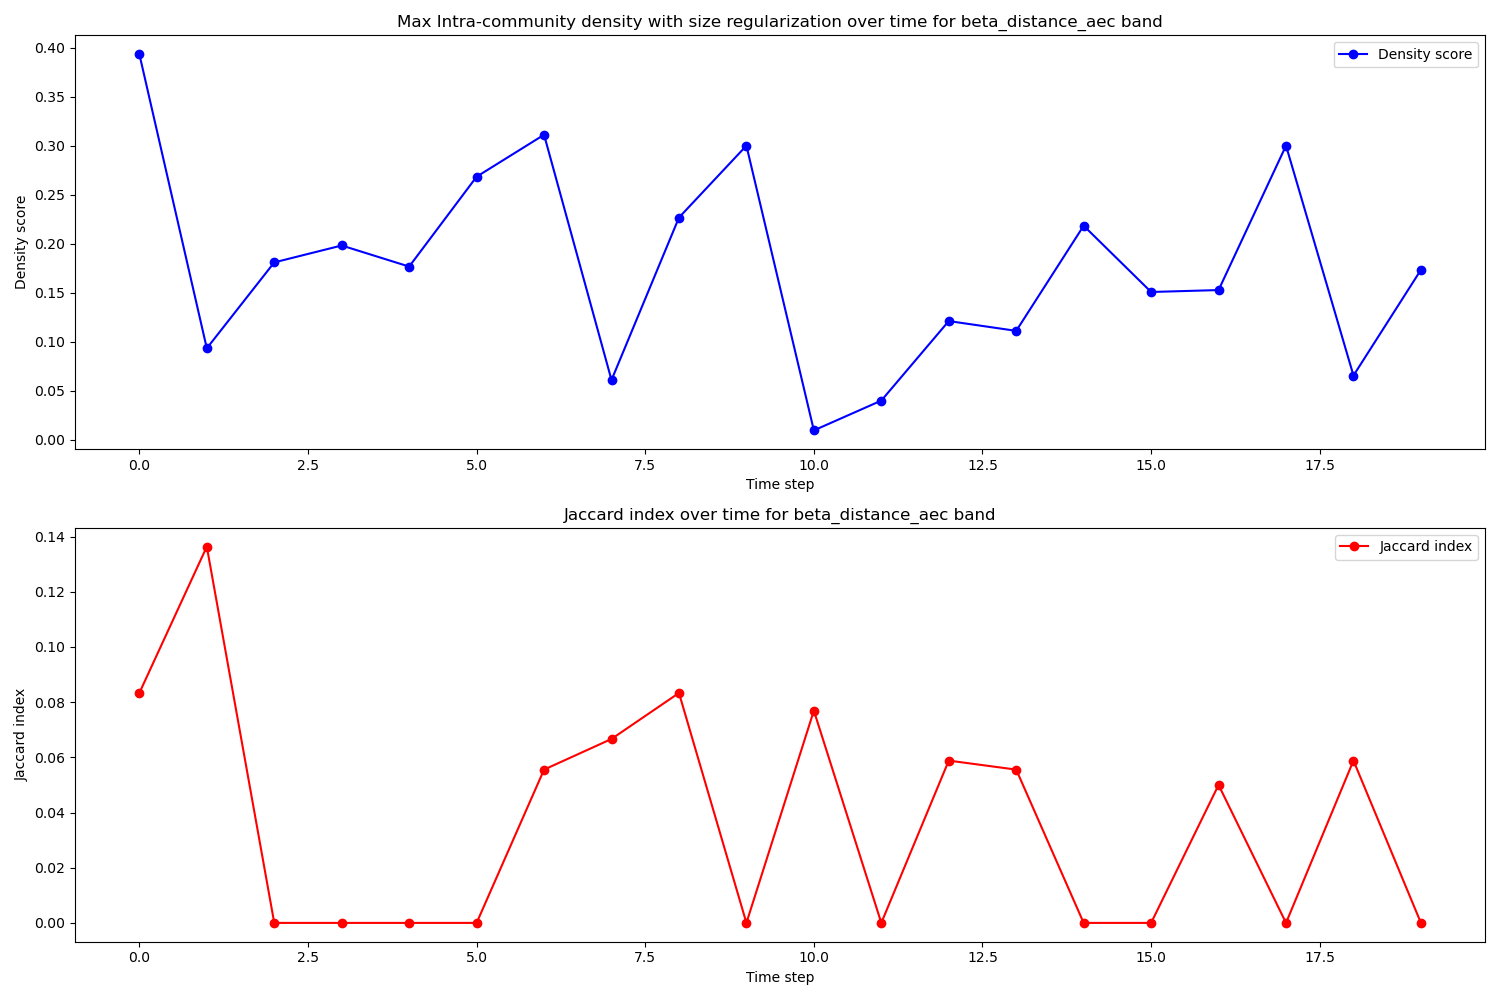 Max Intra-community density with size regularization over time for beta_distance_aec band
Density score
0.40
0.35
0.30
0.25
0.20
0.15
0.10
0.05
0.00
Density score
0.0 2.5 5.0 7.5 10.0 12.5 15.0 17.5
Time step
Jaccard index over time for beta_distance_aec band
Jaccard index
0.14
0.12
0.10
0.08
0.06
0.04
0.02
0.00
Jaccard index
0.0 2.5 5.0 7.5 10.0 12.5 15.0 17.5
Time step